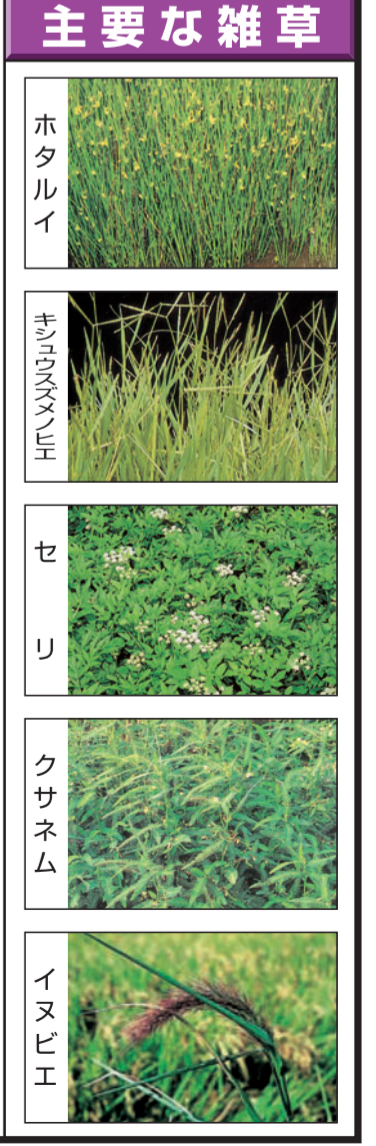 主要な雑草
ホタルイ
キシュウスズメノヒエ
セリ
クサネム
イヌビエ